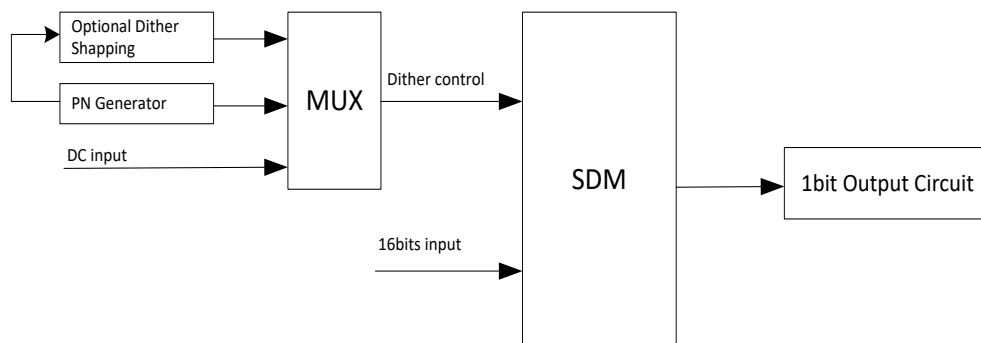 Optional Dither
Shapping
PN Generator
DC input
MUX
Dither control
16bits input
SDM
1bit Output Circuit